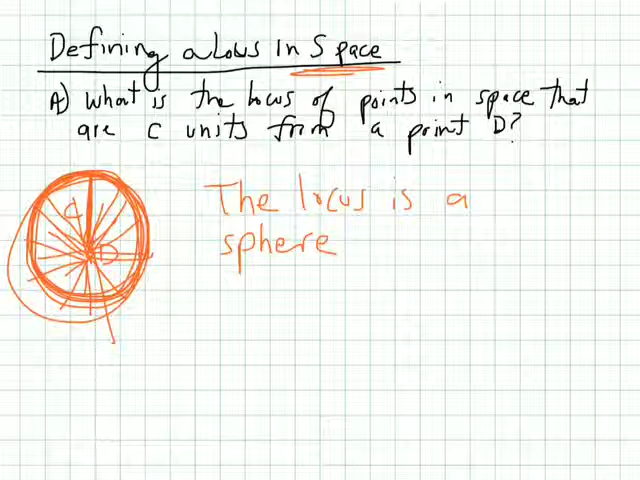 Defining a Locus in Space
A) What is the locus of points in space that
are C units from a point D?
C
D
The locus is a
sphere